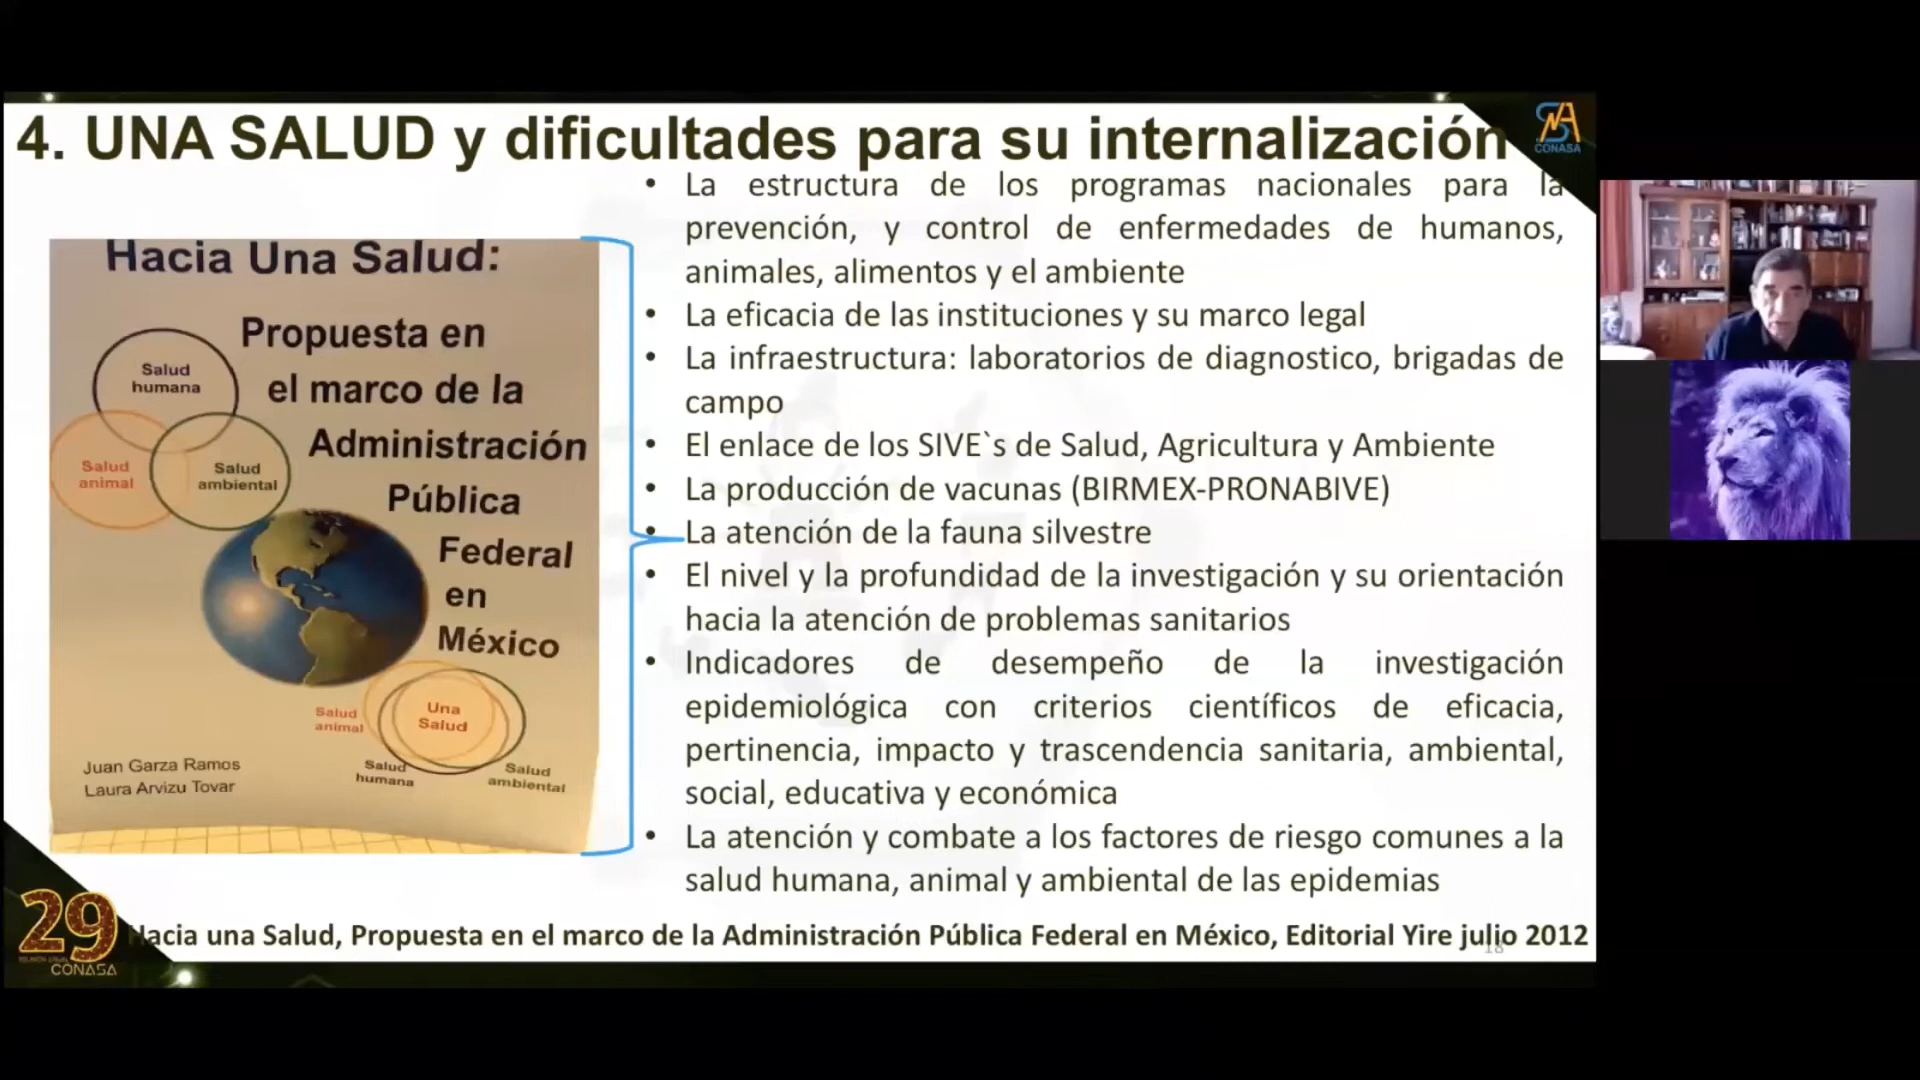 4. UNA SALUD y dificultades para su internalización
CONASA
Hacia Una Salud:
Propuesta en
el marco de la
Administración
Pública
Federal
en
México
Salud
humana
Salud
animal
Salud
ambiental
Una
Salud
Salud
animal
Salud
humana
Salud
ambiental
Juan Garza Ramos
Laura Arvizu Tovar
• La estructura de los programas nacionales para la
prevención, y control de enfermedades de humanos,
animales, alimentos y el ambiente
• La eficacia de las instituciones y su marco legal
• La infraestructura: laboratorios de diagnostico, brigadas de
campo
• El enlace de los SIVE`s de Salud, Agricultura y Ambiente
• La producción de vacunas (BIRMEX-PRONABIVE)
• La atención de la fauna silvestre
• El nivel y la profundidad de la investigación y su orientación
hacia la atención de problemas sanitarios
• Indicadores de desempeño de la investigación
epidemiológica con criterios científicos de eficacia,
pertinencia, impacto y trascendencia sanitaria, ambiental,
social, educativa y económica
• La atención y combate a los factores de riesgo comunes a la
salud humana, animal y ambiental de las epidemias
29
CONASA
Hacia una Salud, Propuesta en el marco de la Administración Pública Federal en México, Editorial Yire julio 2012
18